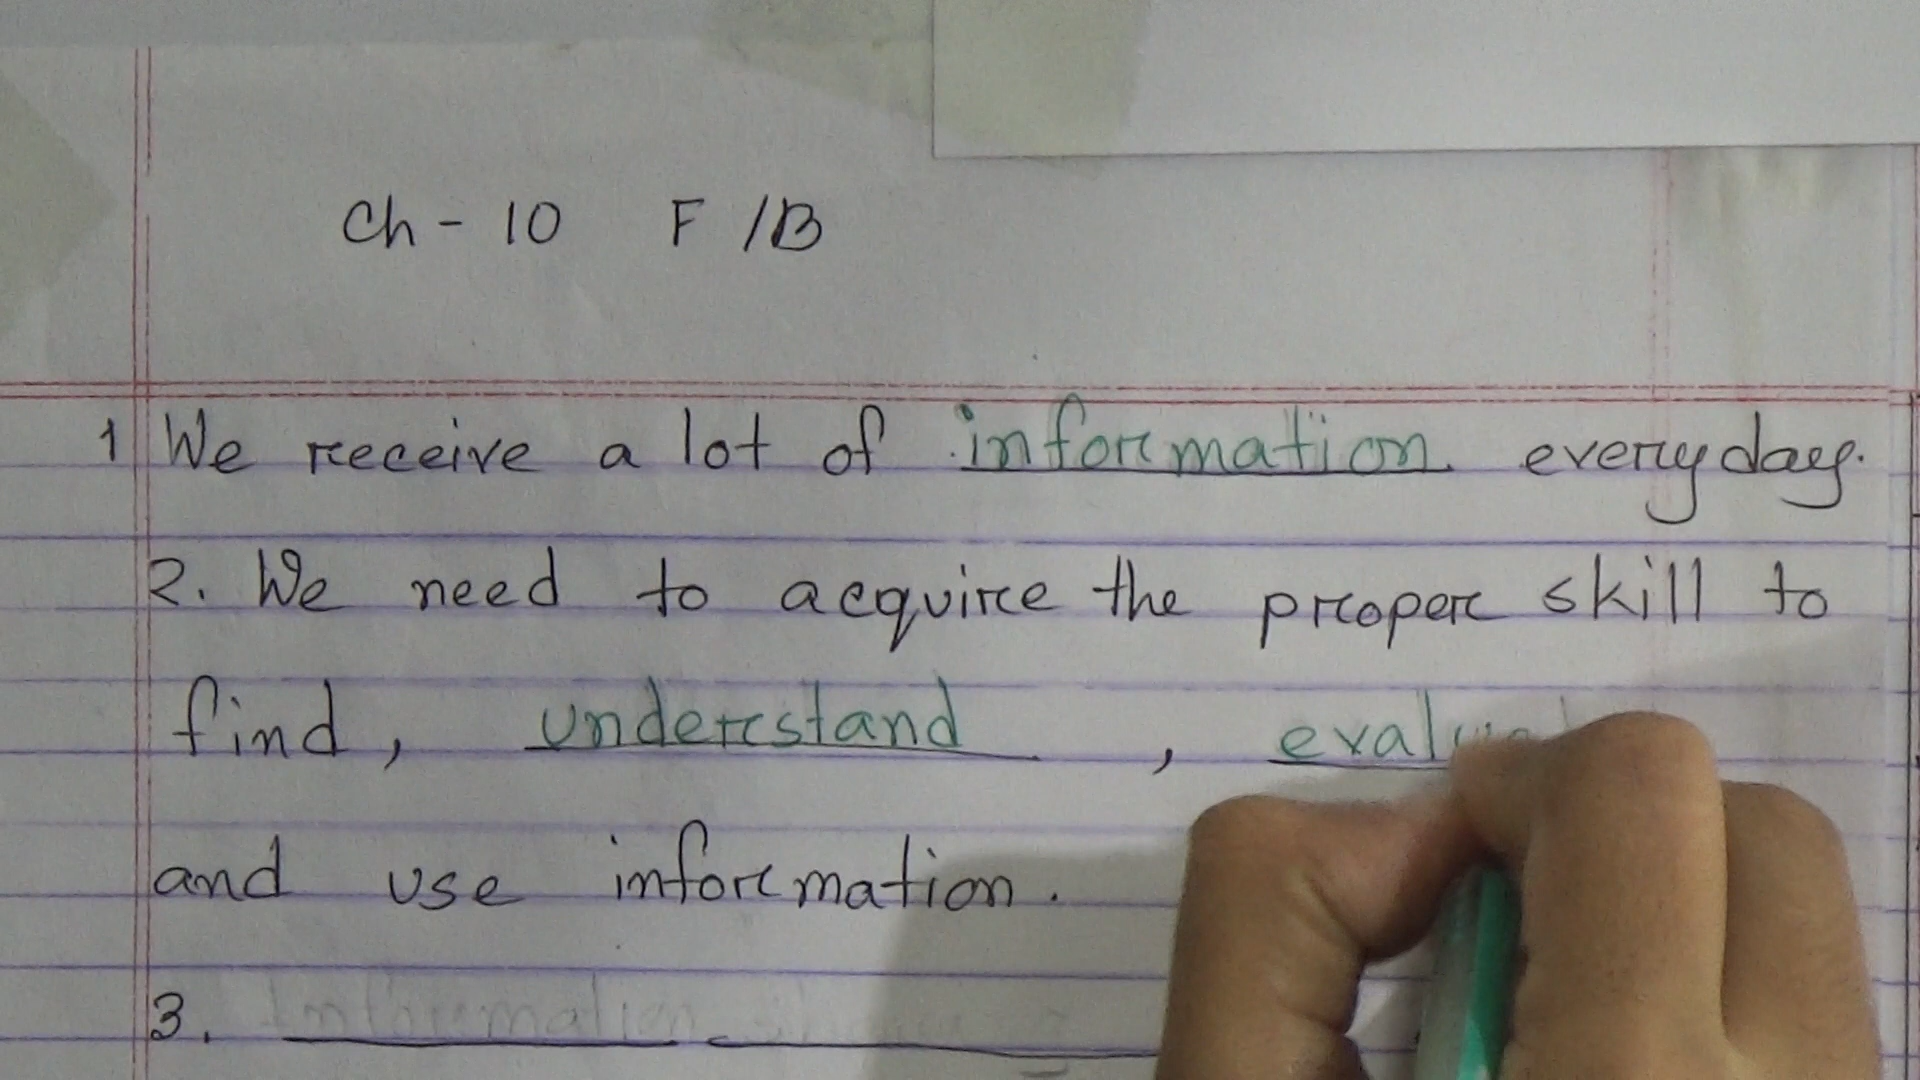 Ch - 10 F/B
1 We receive a lot of information everyday.
2. We need to acquire the proper skill to
find, understand, 
and use information.
3. Information